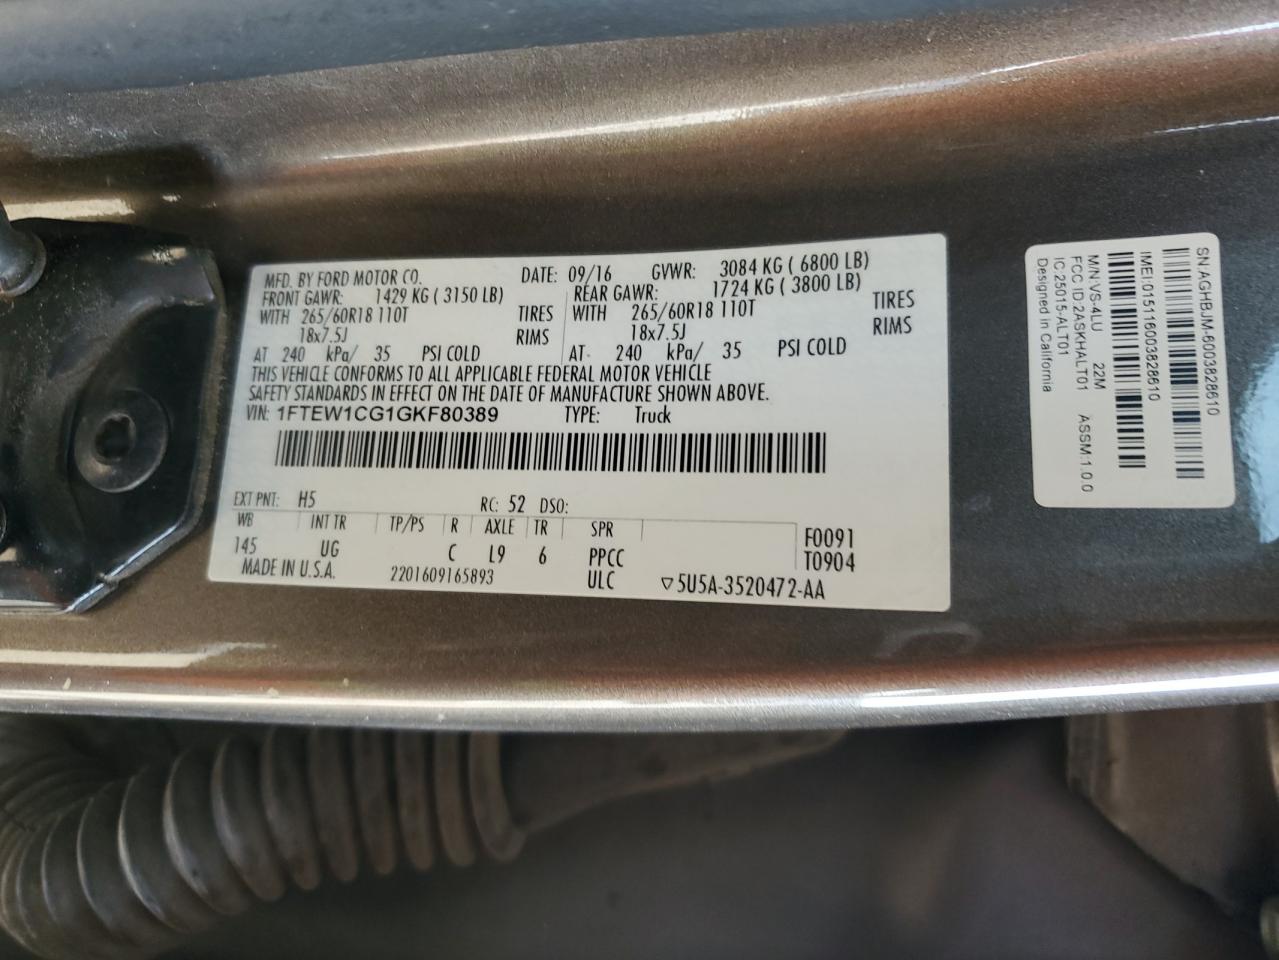 MFD. BY FORD MOTOR CO. DATE: 09/16 GVWR: 3084 KG ( 6800 LB)
FRONT GAWR: 1429 KG ( 3150 LB) REAR GAWR: 1724 KG ( 3800 LB)
WITH 265/60R18 110T TIRES WITH 265/60R18 110T TIRES
18x7.5J RIMS 18x7.5J RIMS
AT 240 kPa/ 35 PSI COLD AT 240 kPa/ 35 PSI COLD
THIS VEHICLE CONFORMS TO ALL APPLICABLE FEDERAL MOTOR VEHICLE
SAFETY STANDARDS IN EFFECT ON THE DATE OF MANUFACTURE SHOWN ABOVE.
VIN: 1FTEW1CG1GKF80389 TYPE: Truck
EXT PNT: H5 RC: 52 DSO:
WB INT TR TP/PS R AXLE TR SPR F0091
145 UG C L9 6 PPCC T0904
MADE IN U.S.A. 2201609165893 ULC ▽5U5A-3520472-AA
SN:AGHBJM-6003828610
IMEI:015116003828610
M/N:VS-4LU 22M ASSM:1.0.0
FCC ID:2ASKHALT01
IC:25015-ALT01
Designed in California